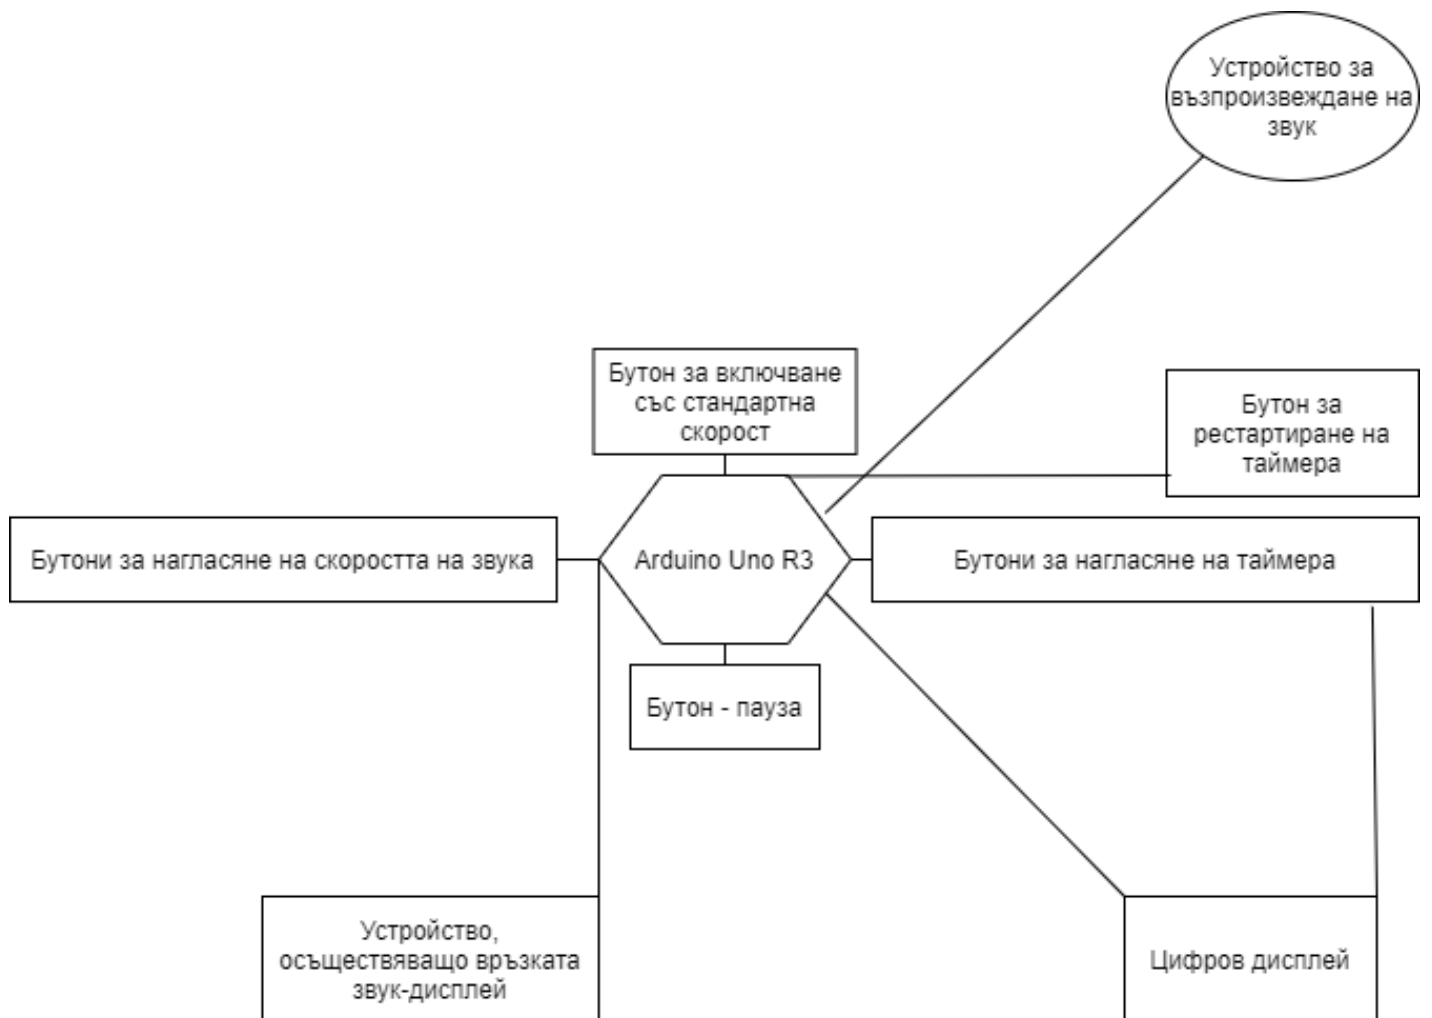 Устройство за
възпроизвеждане на
звук
Бутон за включване
със стандартна
скорост
Бутон за
рестартиране на
таймера
Бутони за нагласяне на скоростта на звука
Arduino Uno R3
Бутони за нагласяне на таймера
Бутон - пауза
Устройство,
осъществяващо връзката
звук-дисплей
Цифров дисплей